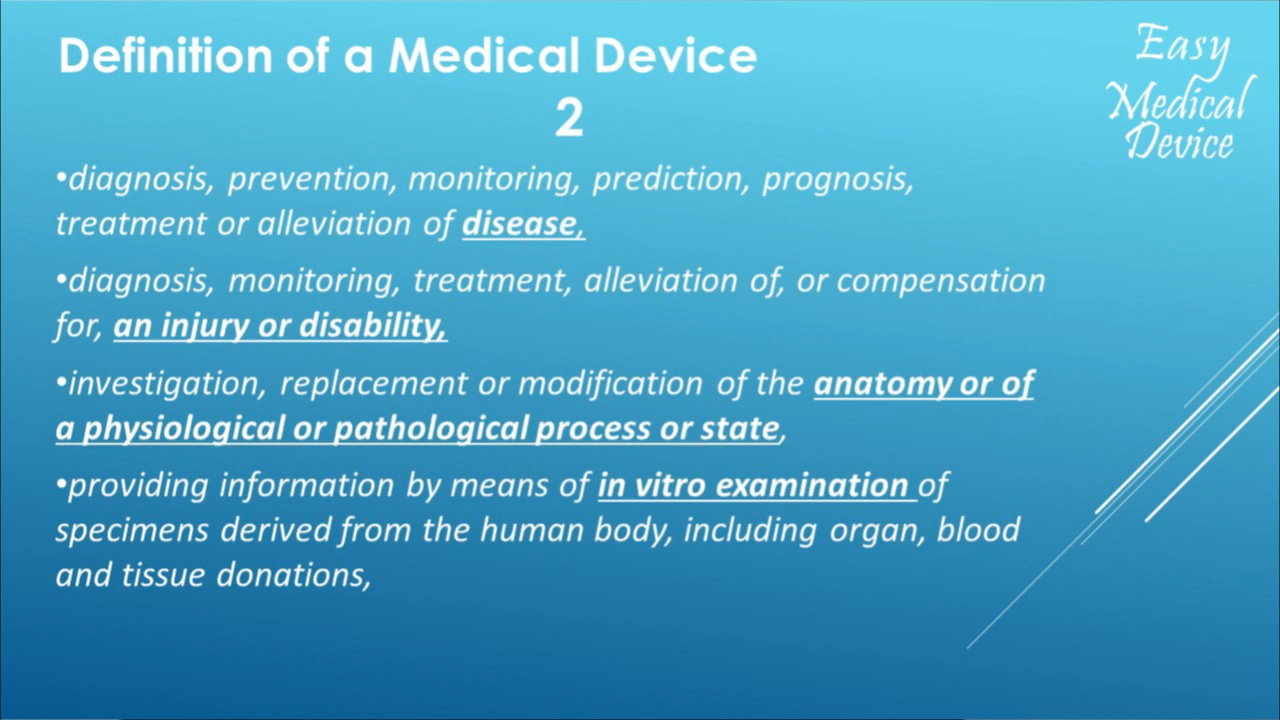 Definition of a Medical Device
2
Easy
Medical
Device
•diagnosis, prevention, monitoring, prediction, prognosis,
treatment or alleviation of disease,
•diagnosis, monitoring, treatment, alleviation of, or compensation
for, an injury or disability,
•investigation, replacement or modification of the anatomy or of
a physiological or pathological process or state,
•providing information by means of in vitro examination of
specimens derived from the human body, including organ, blood
and tissue donations,